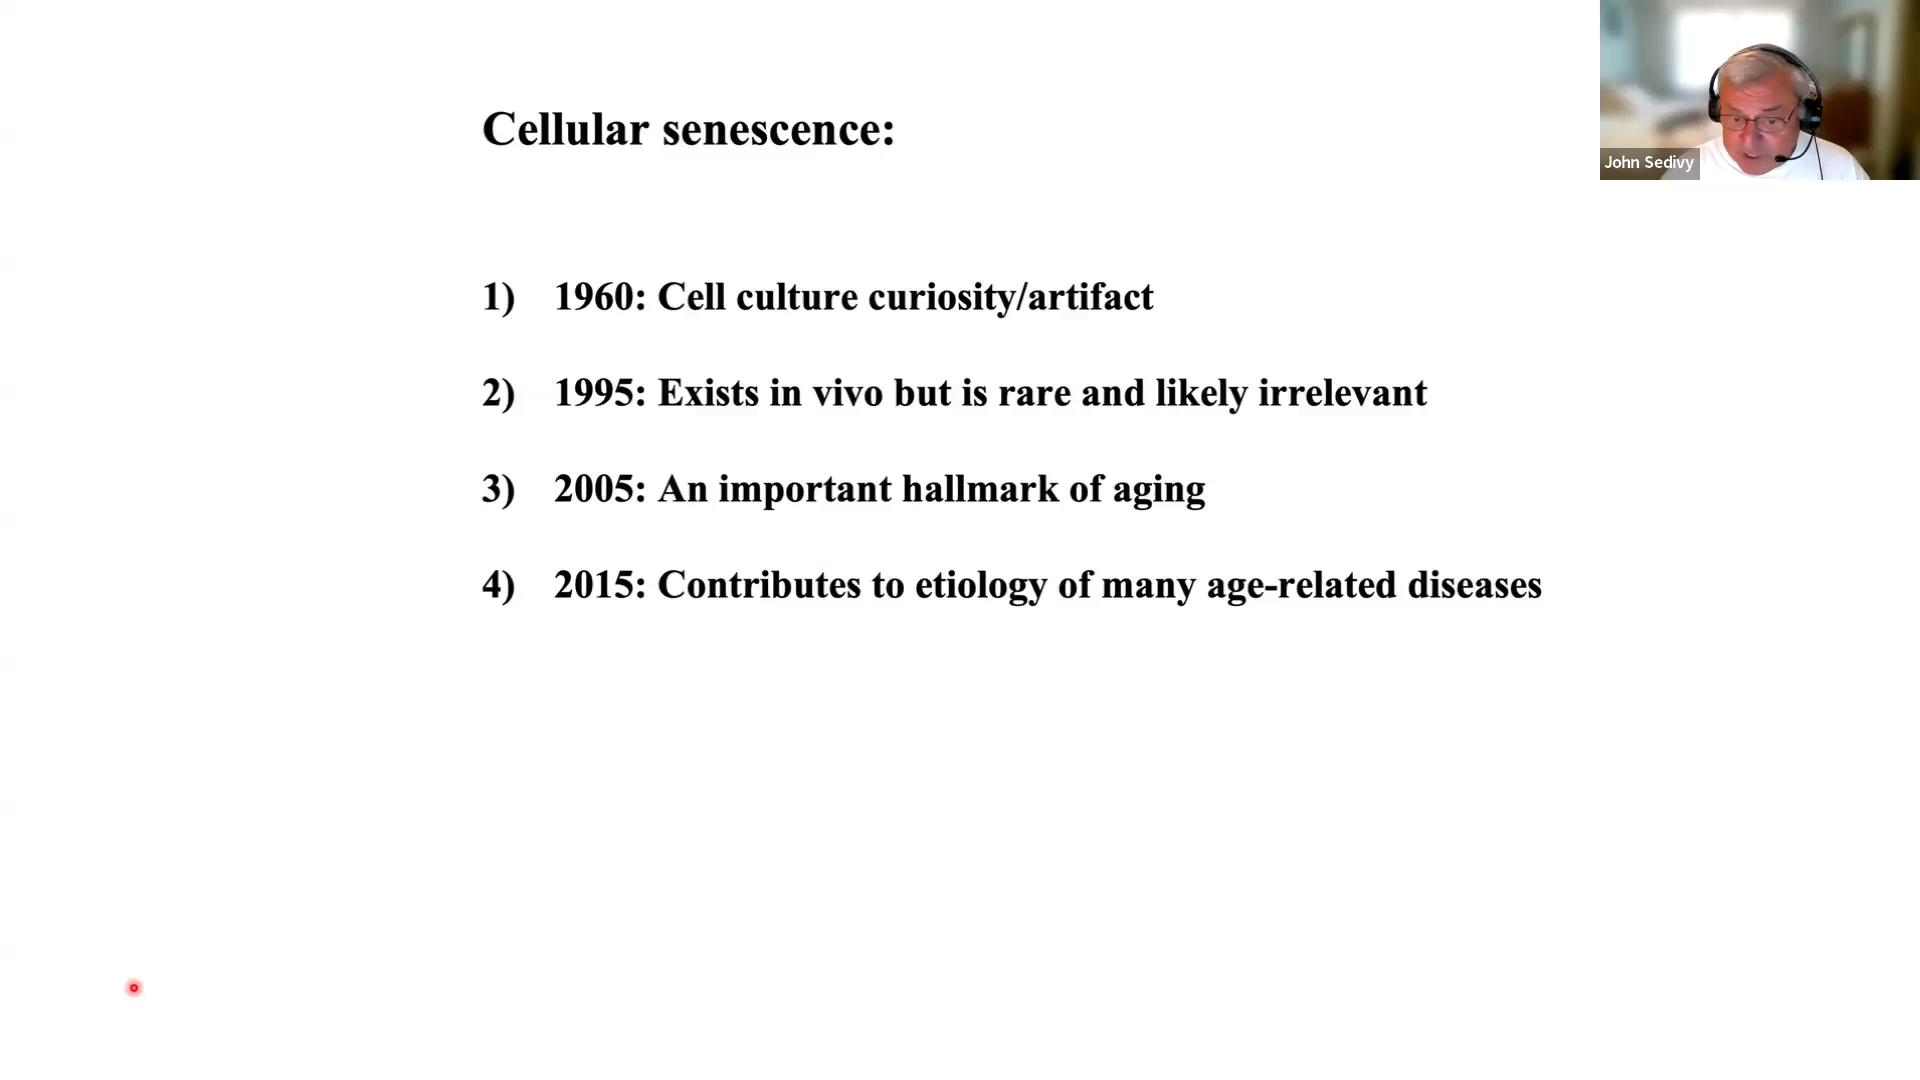 Cellular senescence:
John Sedivy
1) 1960: Cell culture curiosity/artifact
2) 1995: Exists in vivo but is rare and likely irrelevant
3) 2005: An important hallmark of aging
4) 2015: Contributes to etiology of many age-related diseases